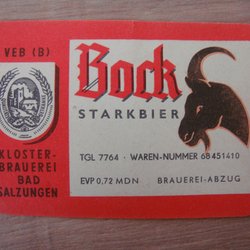 VEB (B)
KLOSTER-
BRAUEREI
BAD
SALZUNGEN
Bock
STARKBIER
TGL 7764 · WAREN-NUMMER 68451410
EVP 0,72 MDN BRAUEREI-ABZUG